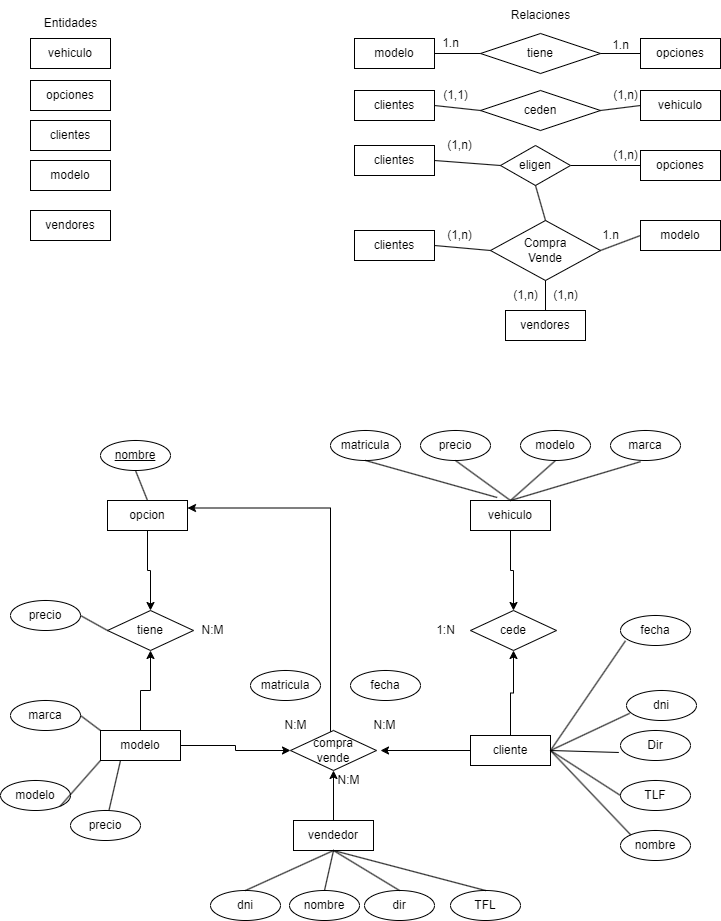 Entidades
vehiculo
opciones
clientes
modelo
vendores
Relaciones
modelo
1.n
tiene
1.n
opciones
clientes
(1,1)
ceden
(1,n)
vehiculo
clientes
(1,n)
eligen
(1,n)
opciones
clientes
(1,n)
Compra
Vende
1.n
modelo
(1,n)
(1,n)
vendores
nombre
opcion
precio
tiene
N:M
marca
modelo
modelo
precio
matricula
precio
modelo
marca
vehiculo
1:N
cede
matricula
fecha
N:M
N:M
compra
vende
N:M
cliente
fecha
dni
Dir
TLF
nombre
vendedor
dni
nombre
dir
TFL